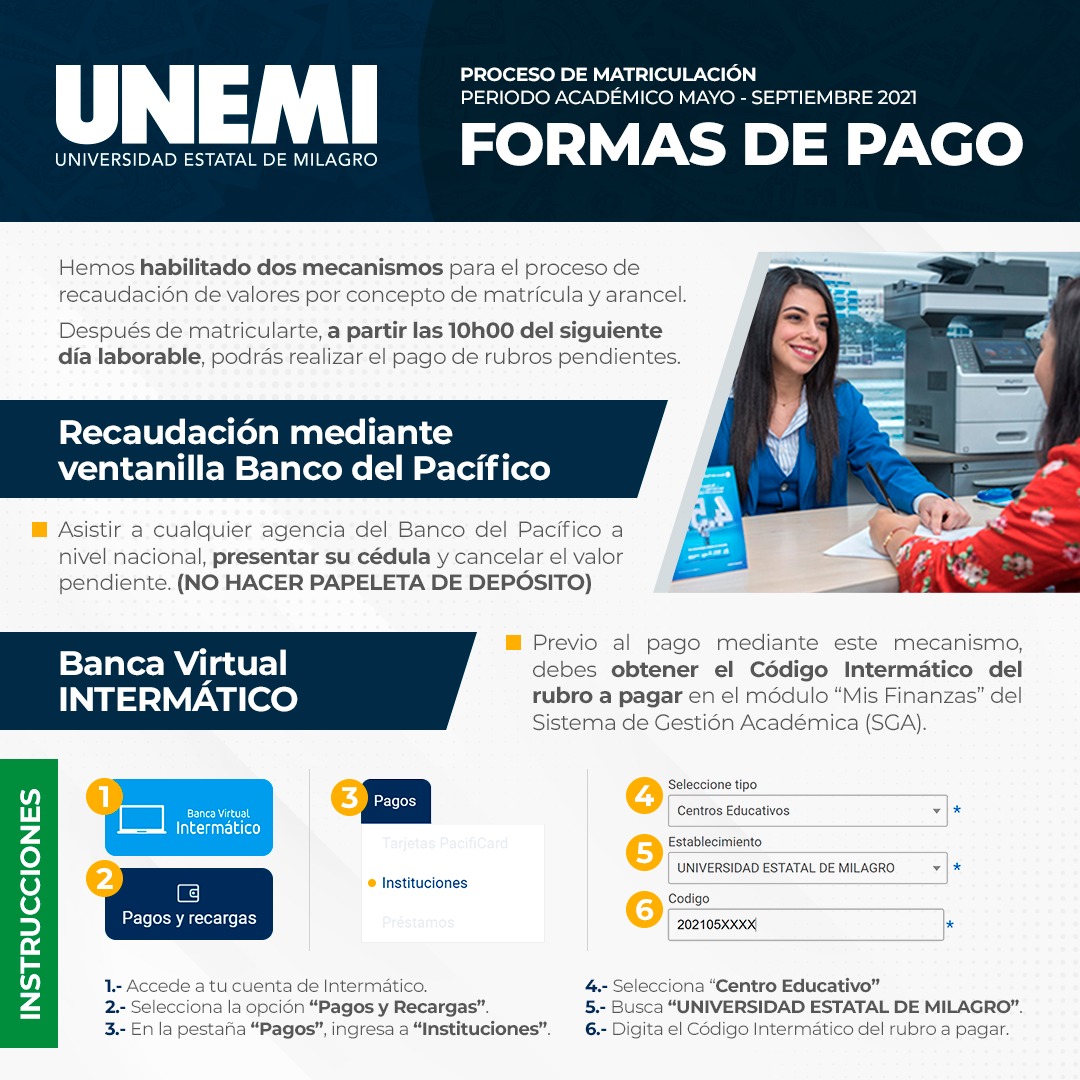 UNEMI
UNIVERSIDAD ESTATAL DE MILAGRO
PROCESO DE MATRICULACIÓN
PERIODO ACADÉMICO MAYO - SEPTIEMBRE 2021
FORMAS DE PAGO
Hemos habilitado dos mecanismos para el proceso de
recaudación de valores por concepto de matrícula y arancel.
Después de matricularte, a partir las 10h00 del siguiente
día laborable, podrás realizar el pago de rubros pendientes.
Recaudación mediante
ventanilla Banco del Pacífico
Asistir a cualquier agencia del Banco del Pacífico a
nivel nacional, presentar su cédula y cancelar el valor
pendiente. (NO HACER PAPELETA DE DEPÓSITO)
Banca Virtual
INTERMÁTICO
Previo al pago mediante este mecanismo,
debes obtener el Código Intermático del
rubro a pagar en el módulo “Mis Finanzas” del
Sistema de Gestión Académica (SGA).
INSTRUCCIONES
1
Banca Virtual
Intermático
2
Pagos y recargas
3
Pagos
Tarjetas PacifiCard
Instituciones
Préstamos
4
Seleccione tipo
Centros Educativos
*
5
Establecimiento
UNIVERSIDAD ESTATAL DE MILAGRO
*
6
Codigo
202105XXXX
*
1.- Accede a tu cuenta de Intermático.
2.- Selecciona la opción “Pagos y Recargas”.
3.- En la pestaña “Pagos”, ingresa a “Instituciones”.
4.- Selecciona “Centro Educativo”
5.- Busca “UNIVERSIDAD ESTATAL DE MILAGRO”.
6.- Digita el Código Intermático del rubro a pagar.